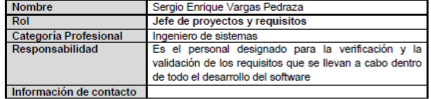 Nombre Sergio Enrique Vargas Pedraza
Rol Jefe de proyectos y requisitos
Categoría Profesional Ingeniero de sistemas
Responsabilidad Es el personal designado para la verificación y la
validación de los requisitos que se llevan a cabo dentro
de todo el desarrollo del software
Información de contacto